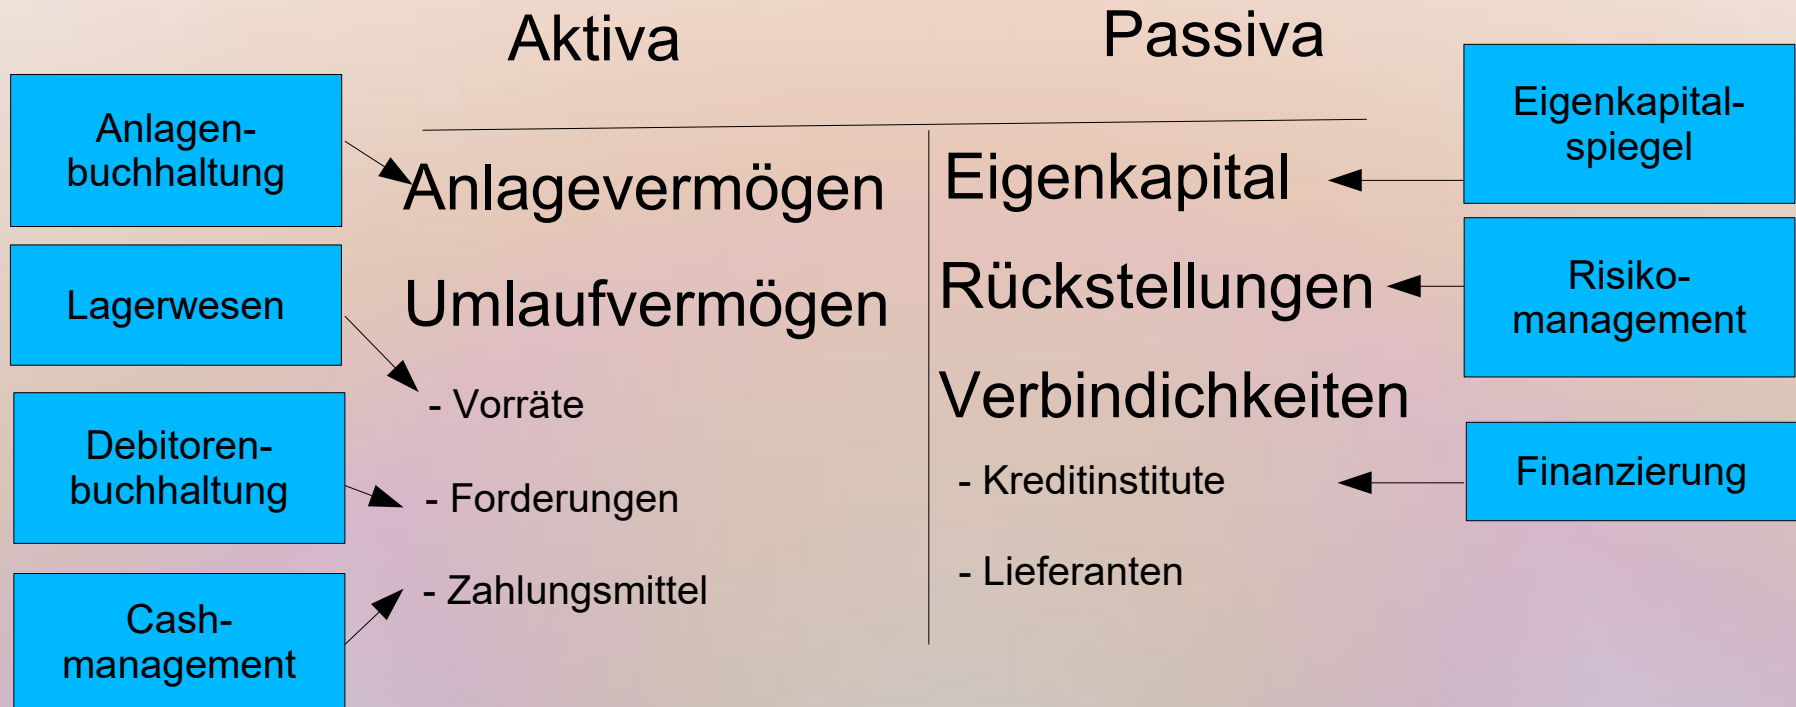 Aktiva
Passiva
Anlagen-
buchhaltung
Lagerwesen
Debitoren-
buchhaltung
Cash-
management
Anlagevermögen
Umlaufvermögen
- Vorräte
- Forderungen
- Zahlungsmittel
Eigenkapital
Rückstellungen
Verbindichkeiten
- Kreditinstitute
- Lieferanten
Eigenkapital-
spiegel
Risiko-
management
Finanzierung